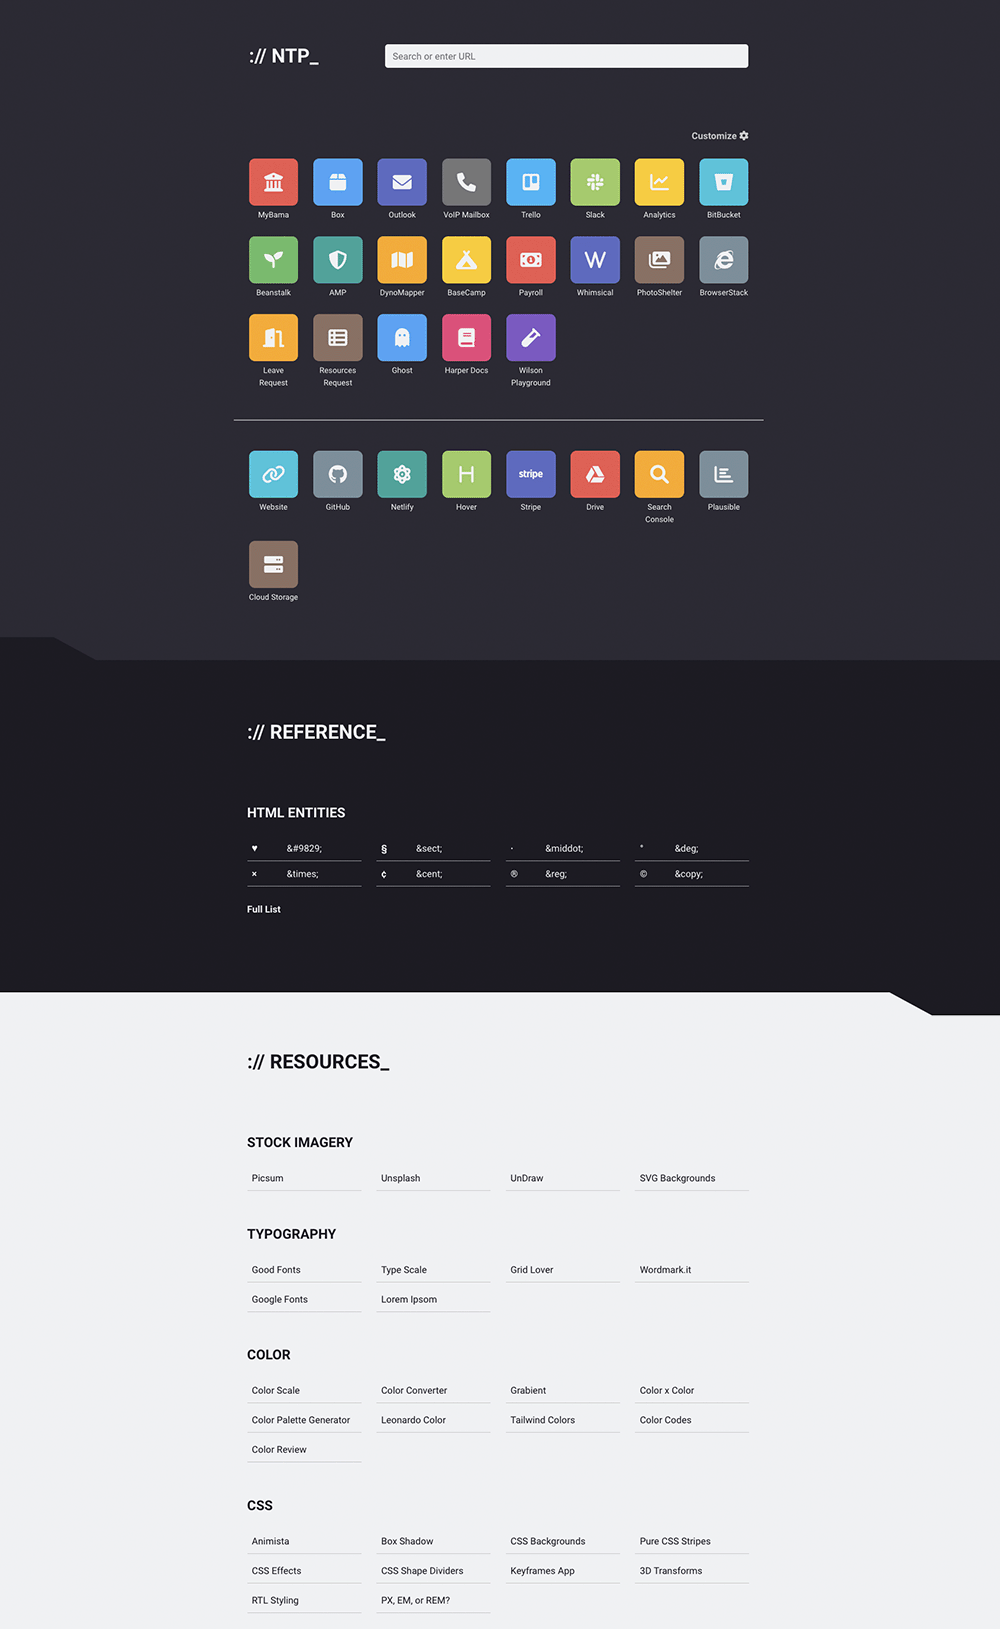 :// NTP_
Search or enter URL
Customize
MyBama
Box
Outlook
VoIP Mailbox
Trello
Slack
Analytics
BitBucket
Beanstalk
AMP
DynoMapper
BaseCamp
Payroll
W
Whimsical
PhotoShelter
BrowserStack
Leave
Request
Resources
Request
Ghost
Harper Docs
Wilson
Playground
Website
GitHub
Netlify
H
Hover
stripe
Stripe
Drive
Search
Console
Plausible
Cloud Storage
:// REFERENCE_
HTML ENTITIES
♥ &#9829; § &sect; · &middot; ° &deg;
× &times; ¢ &cent; ® &reg; © &copy;
Full List
:// RESOURCES_
STOCK IMAGERY
Picsum Unsplash UnDraw SVG Backgrounds
TYPOGRAPHY
Good Fonts Type Scale Grid Lover Wordmark.it
Google Fonts Lorem Ipsom
COLOR
Color Scale Color Converter Grabient Color x Color
Color Palette Generator Leonardo Color Tailwind Colors Color Codes
Color Review
CSS
Animista Box Shadow CSS Backgrounds Pure CSS Stripes
CSS Effects CSS Shape Dividers Keyframes App 3D Transforms
RTL Styling PX, EM, or REM?